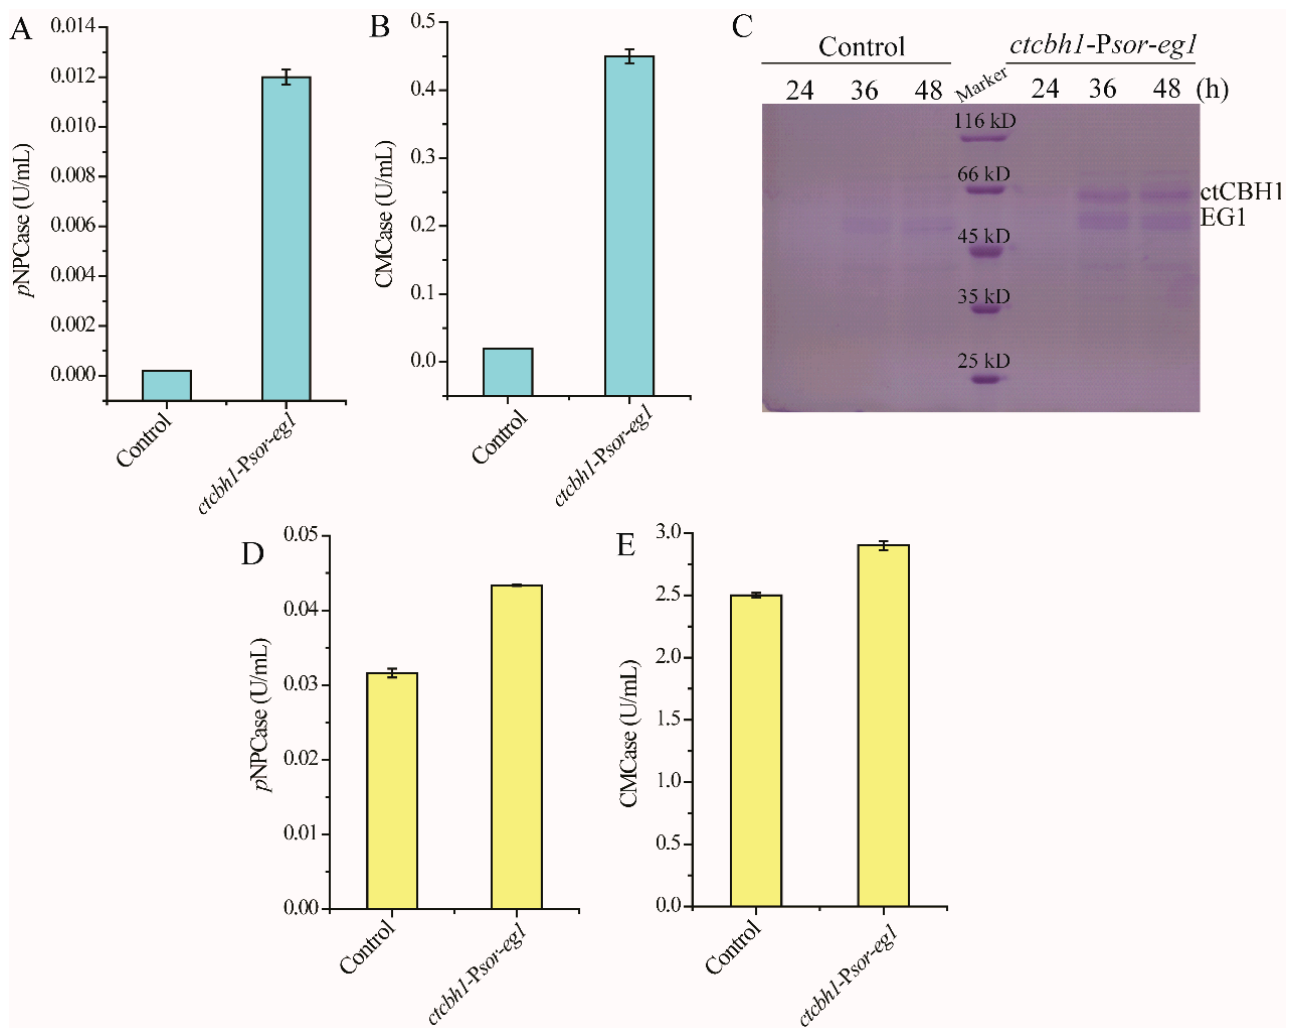 A
0.014
0.012
0.010
0.008
0.006
0.004
0.002
0.000
pNPCase (U/mL)
Control
ctcbh1-Psor-eg1
B
0.5
0.4
0.3
0.2
0.1
0.0
CMCase (U/mL)
Control
ctcbh1-Psor-eg1
C
Control
ctcbh1-Psor-eg1
24 36 48 Marker 24 36 48 (h)
116 kD
66 kD
45 kD
35 kD
25 kD
ctCBH1
EG1
D
0.05
0.04
0.03
0.02
0.01
0.00
pNPCase (U/mL)
Control
ctcbh1-Psor-eg1
E
3.0
2.5
2.0
1.5
1.0
0.5
0.0
CMCase (U/mL)
Control
ctcbh1-Psor-eg1